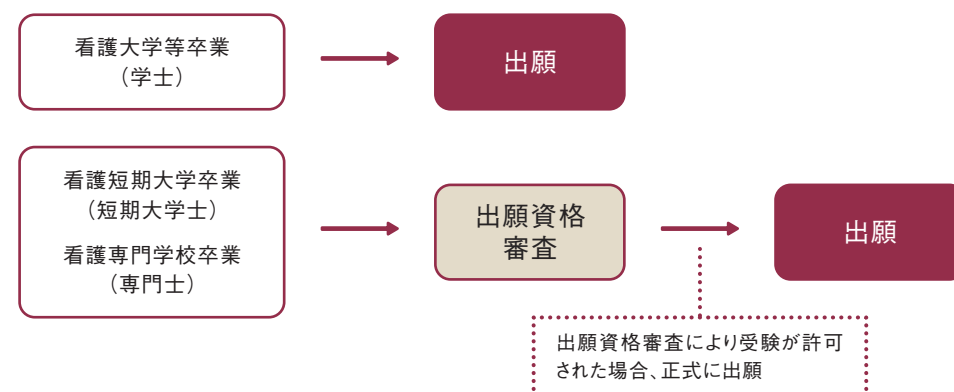 看護大学等卒業
（学士）
出願
看護短期大学卒業
（短期大学士）
看護専門学校卒業
（専門士）
出願資格
審査
出願
出願資格審査により受験が許可
された場合、正式に出願